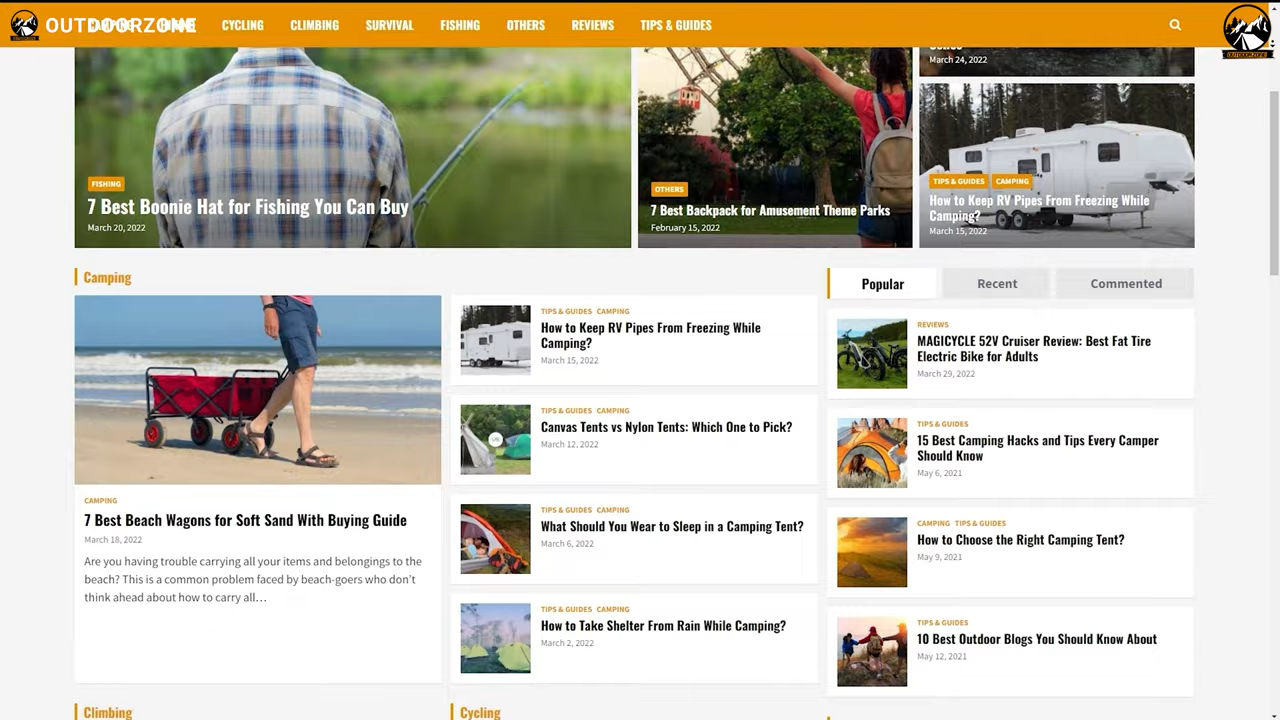 OUTDOORZONE
CYCLING
CLIMBING
SURVIVAL
FISHING
OTHERS
REVIEWS
TIPS & GUIDES
March 24, 2022
FISHING
7 Best Boonie Hat for Fishing You Can Buy
March 20, 2022
OTHERS
7 Best Backpack for Amusement Theme Parks
February 15, 2022
TIPS & GUIDES CAMPING
How to Keep RV Pipes From Freezing While
Camping?
March 15, 2022
Camping
CAMPING
7 Best Beach Wagons for Soft Sand With Buying Guide
March 18, 2022
Are you having trouble carrying all your items and belongings to the
beach? This is a common problem faced by beach-goers who don't
think ahead about how to carry all…
TIPS & GUIDES CAMPING
How to Keep RV Pipes From Freezing While
Camping?
March 15, 2022
TIPS & GUIDES CAMPING
Canvas Tents vs Nylon Tents: Which One to Pick?
March 12, 2022
VS
TIPS & GUIDES CAMPING
What Should You Wear to Sleep in a Camping Tent?
March 6, 2022
TIPS & GUIDES CAMPING
How to Take Shelter From Rain While Camping?
March 2, 2022
Popular
Recent
Commented
REVIEWS
MAGICYCLE 52V Cruiser Review: Best Fat Tire
Electric Bike for Adults
March 29, 2022
TIPS & GUIDES
15 Best Camping Hacks and Tips Every Camper
Should Know
May 6, 2021
CAMPING TIPS & GUIDES
How to Choose the Right Camping Tent?
May 9, 2021
TIPS & GUIDES
10 Best Outdoor Blogs You Should Know About
May 12, 2021
Climbing
Cycling